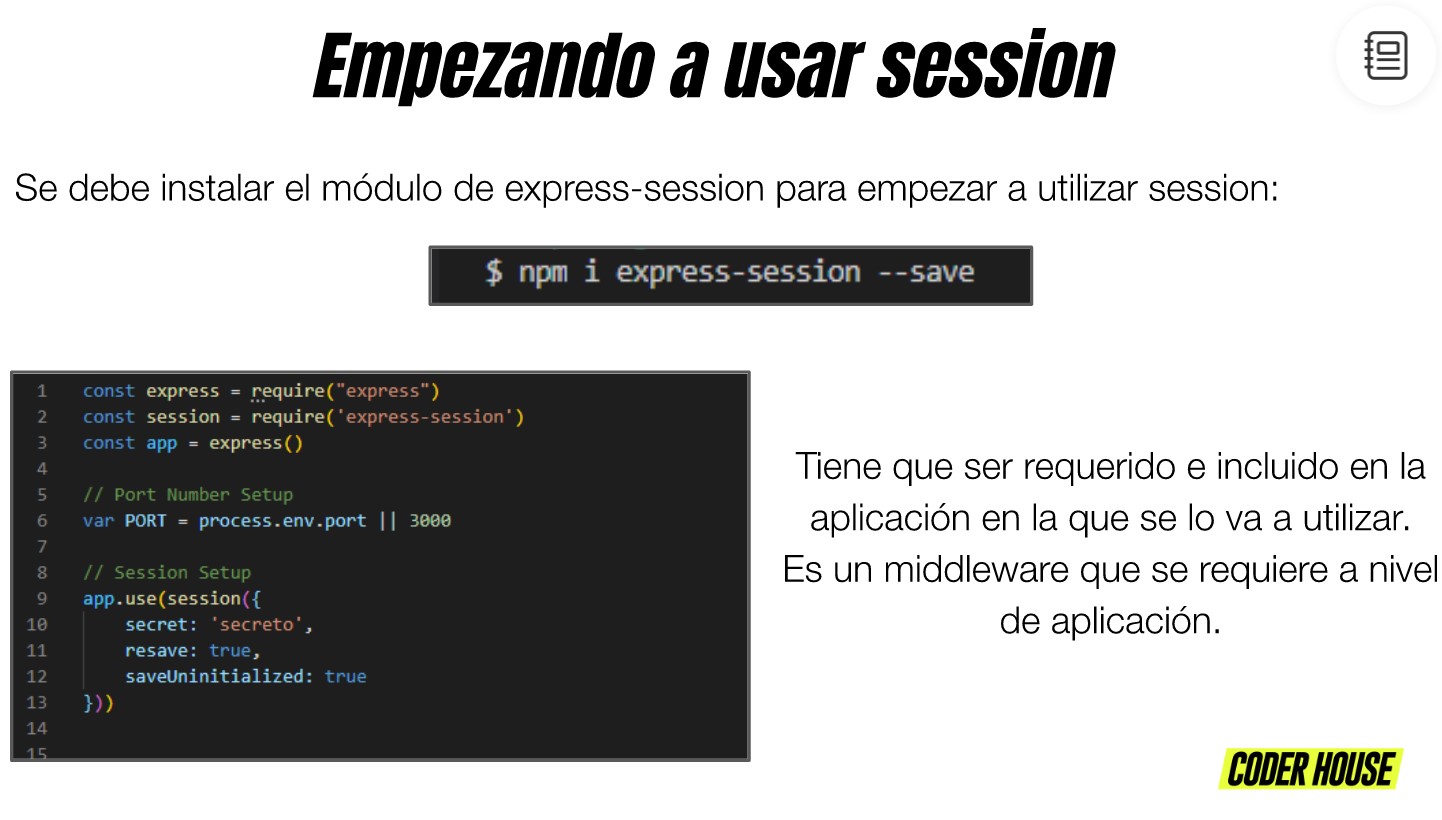 Empezando a usar session
Se debe instalar el módulo de express-session para empezar a utilizar session:
$ npm i express-session --save
1 const express = require("express")
2 const session = require('express-session')
3 const app = express()
4
5 // Port Number Setup
6 var PORT = process.env.port || 3000
7
8 // Session Setup
9 app.use(session({
10 secret: 'secreto',
11 resave: true,
12 saveUninitialized: true
13 }))
14
15
Tiene que ser requerido e incluido en la
aplicación en la que se lo va a utilizar.
Es un middleware que se requiere a nivel
de aplicación.
CODER HOUSE